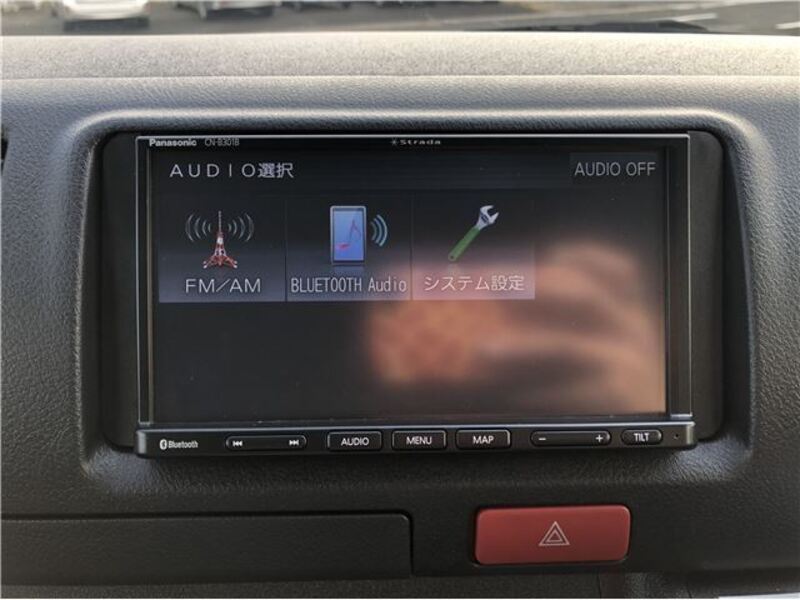 Panasonic CN-B301B Strada
AUDIO選択 AUDIO OFF
FM/AM BLUETOOTH Audio システム設定
Bluetooth AUDIO MENU MAP − + TILT